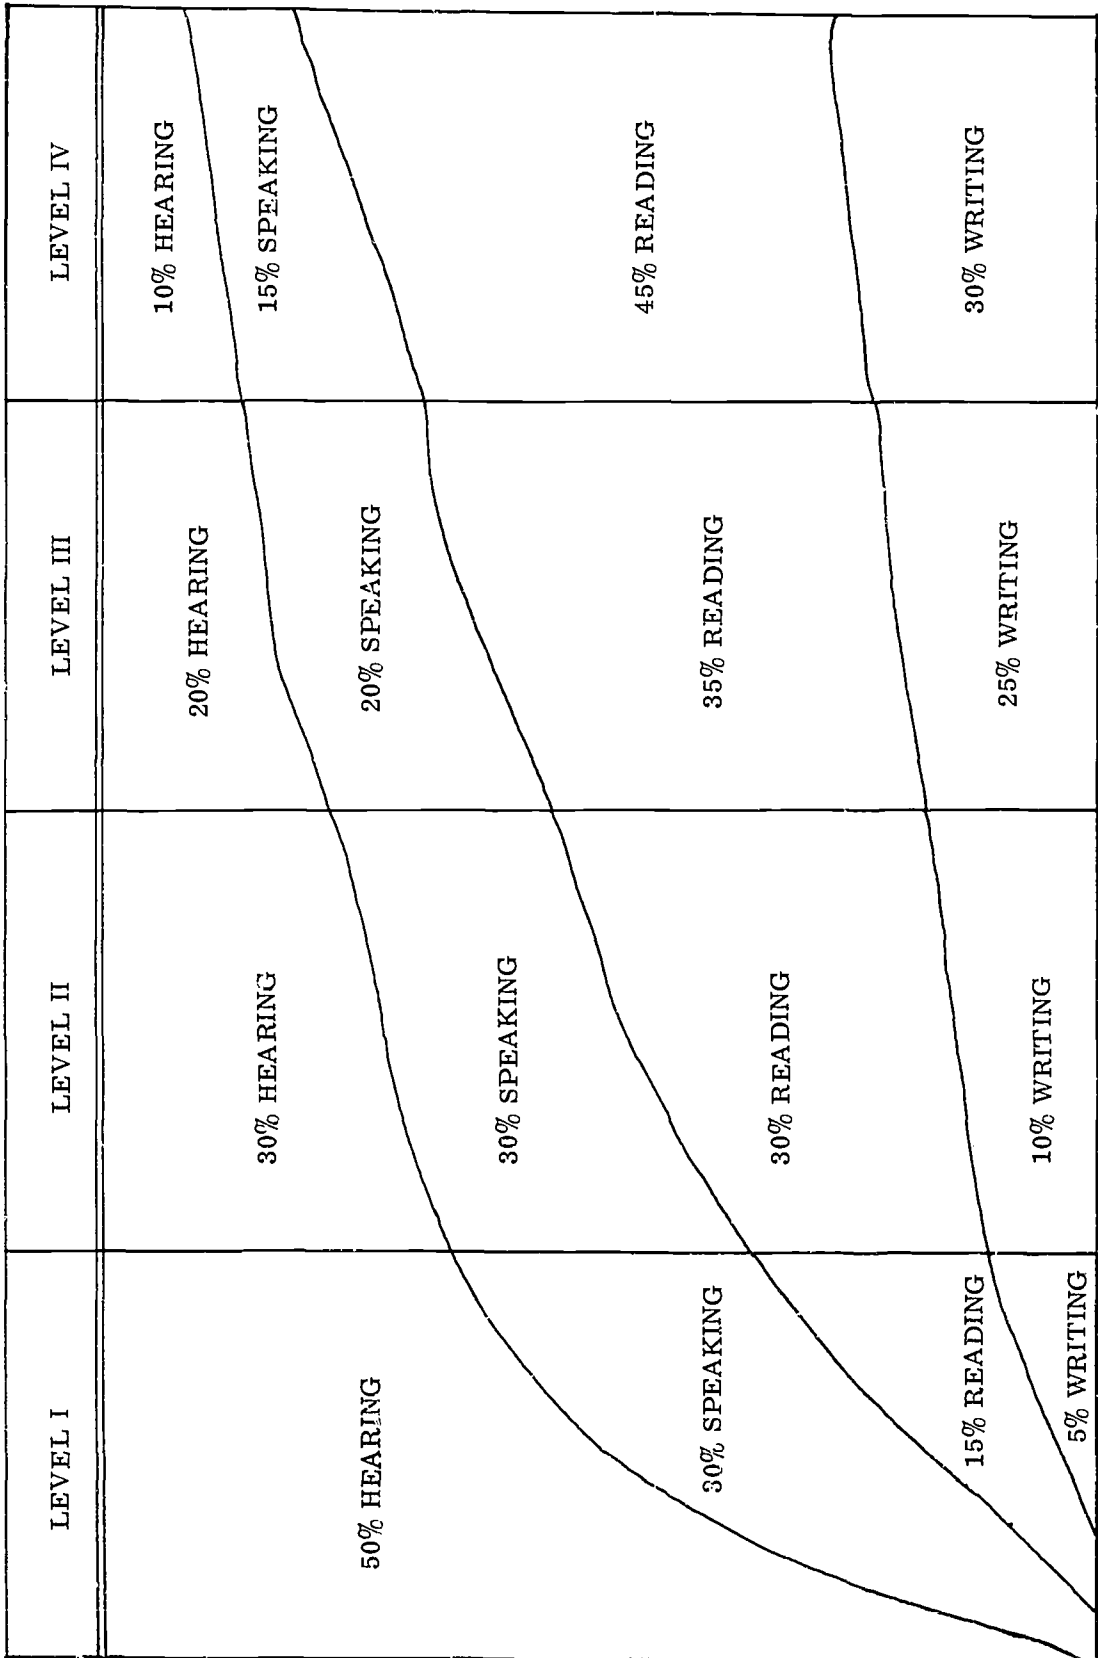 LEVEL I
LEVEL II
LEVEL III
LEVEL IV
50% HEARING
30% HEARING
20% HEARING
10% HEARING
30% SPEAKING
30% SPEAKING
20% SPEAKING
15% SPEAKING
15% READING
30% READING
35% READING
45% READING
5% WRITING
10% WRITING
25% WRITING
30% WRITING